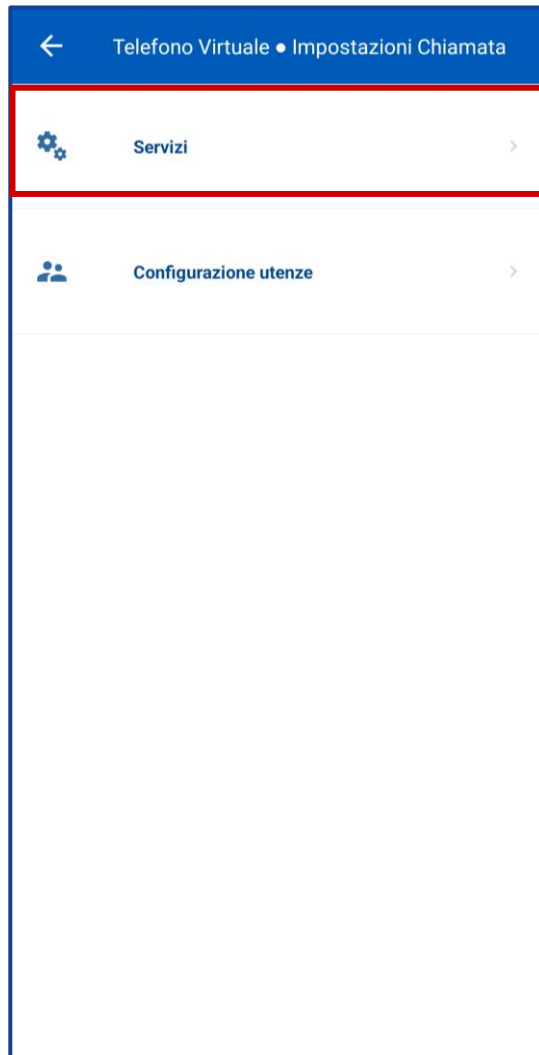 Telefono Virtuale ● Impostazioni Chiamata
Servizi
Configurazione utenze